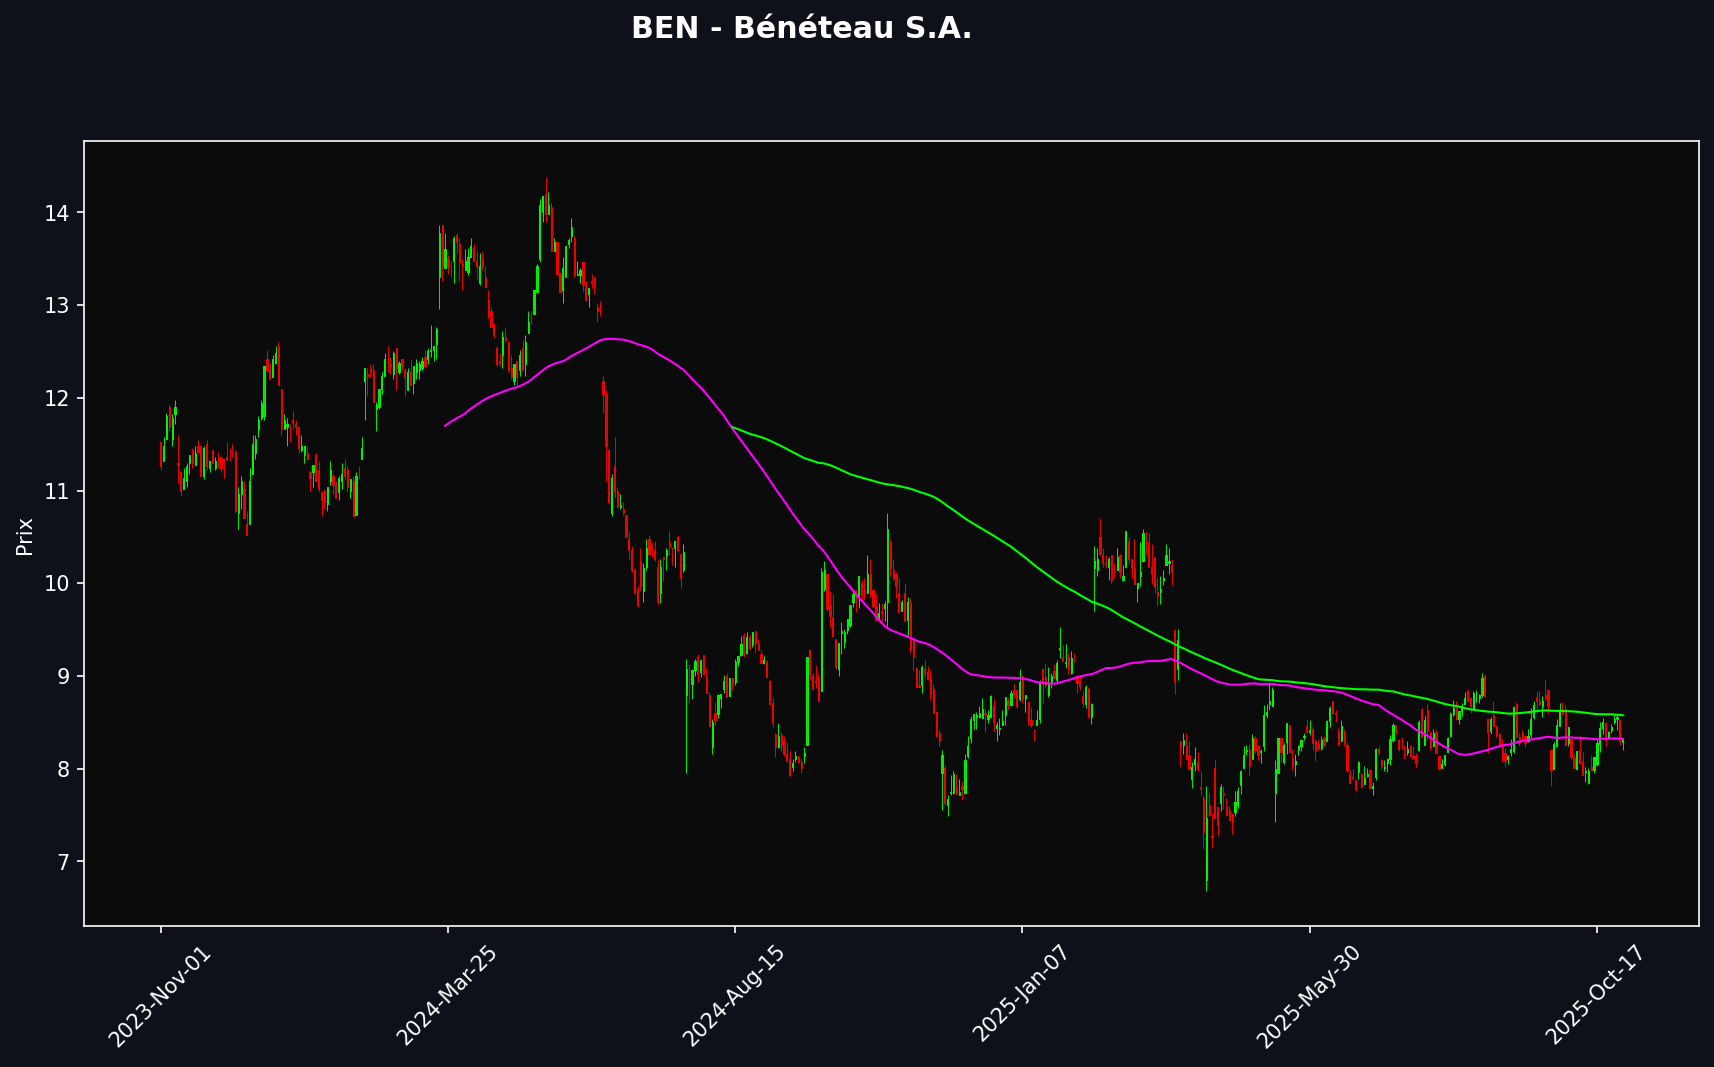 BEN - Bénéteau S.A.
Prix
14
13
12
11
10
9
8
7
2023-Nov-01
2024-Mar-25
2024-Aug-15
2025-Jan-07
2025-May-30
2025-Oct-17